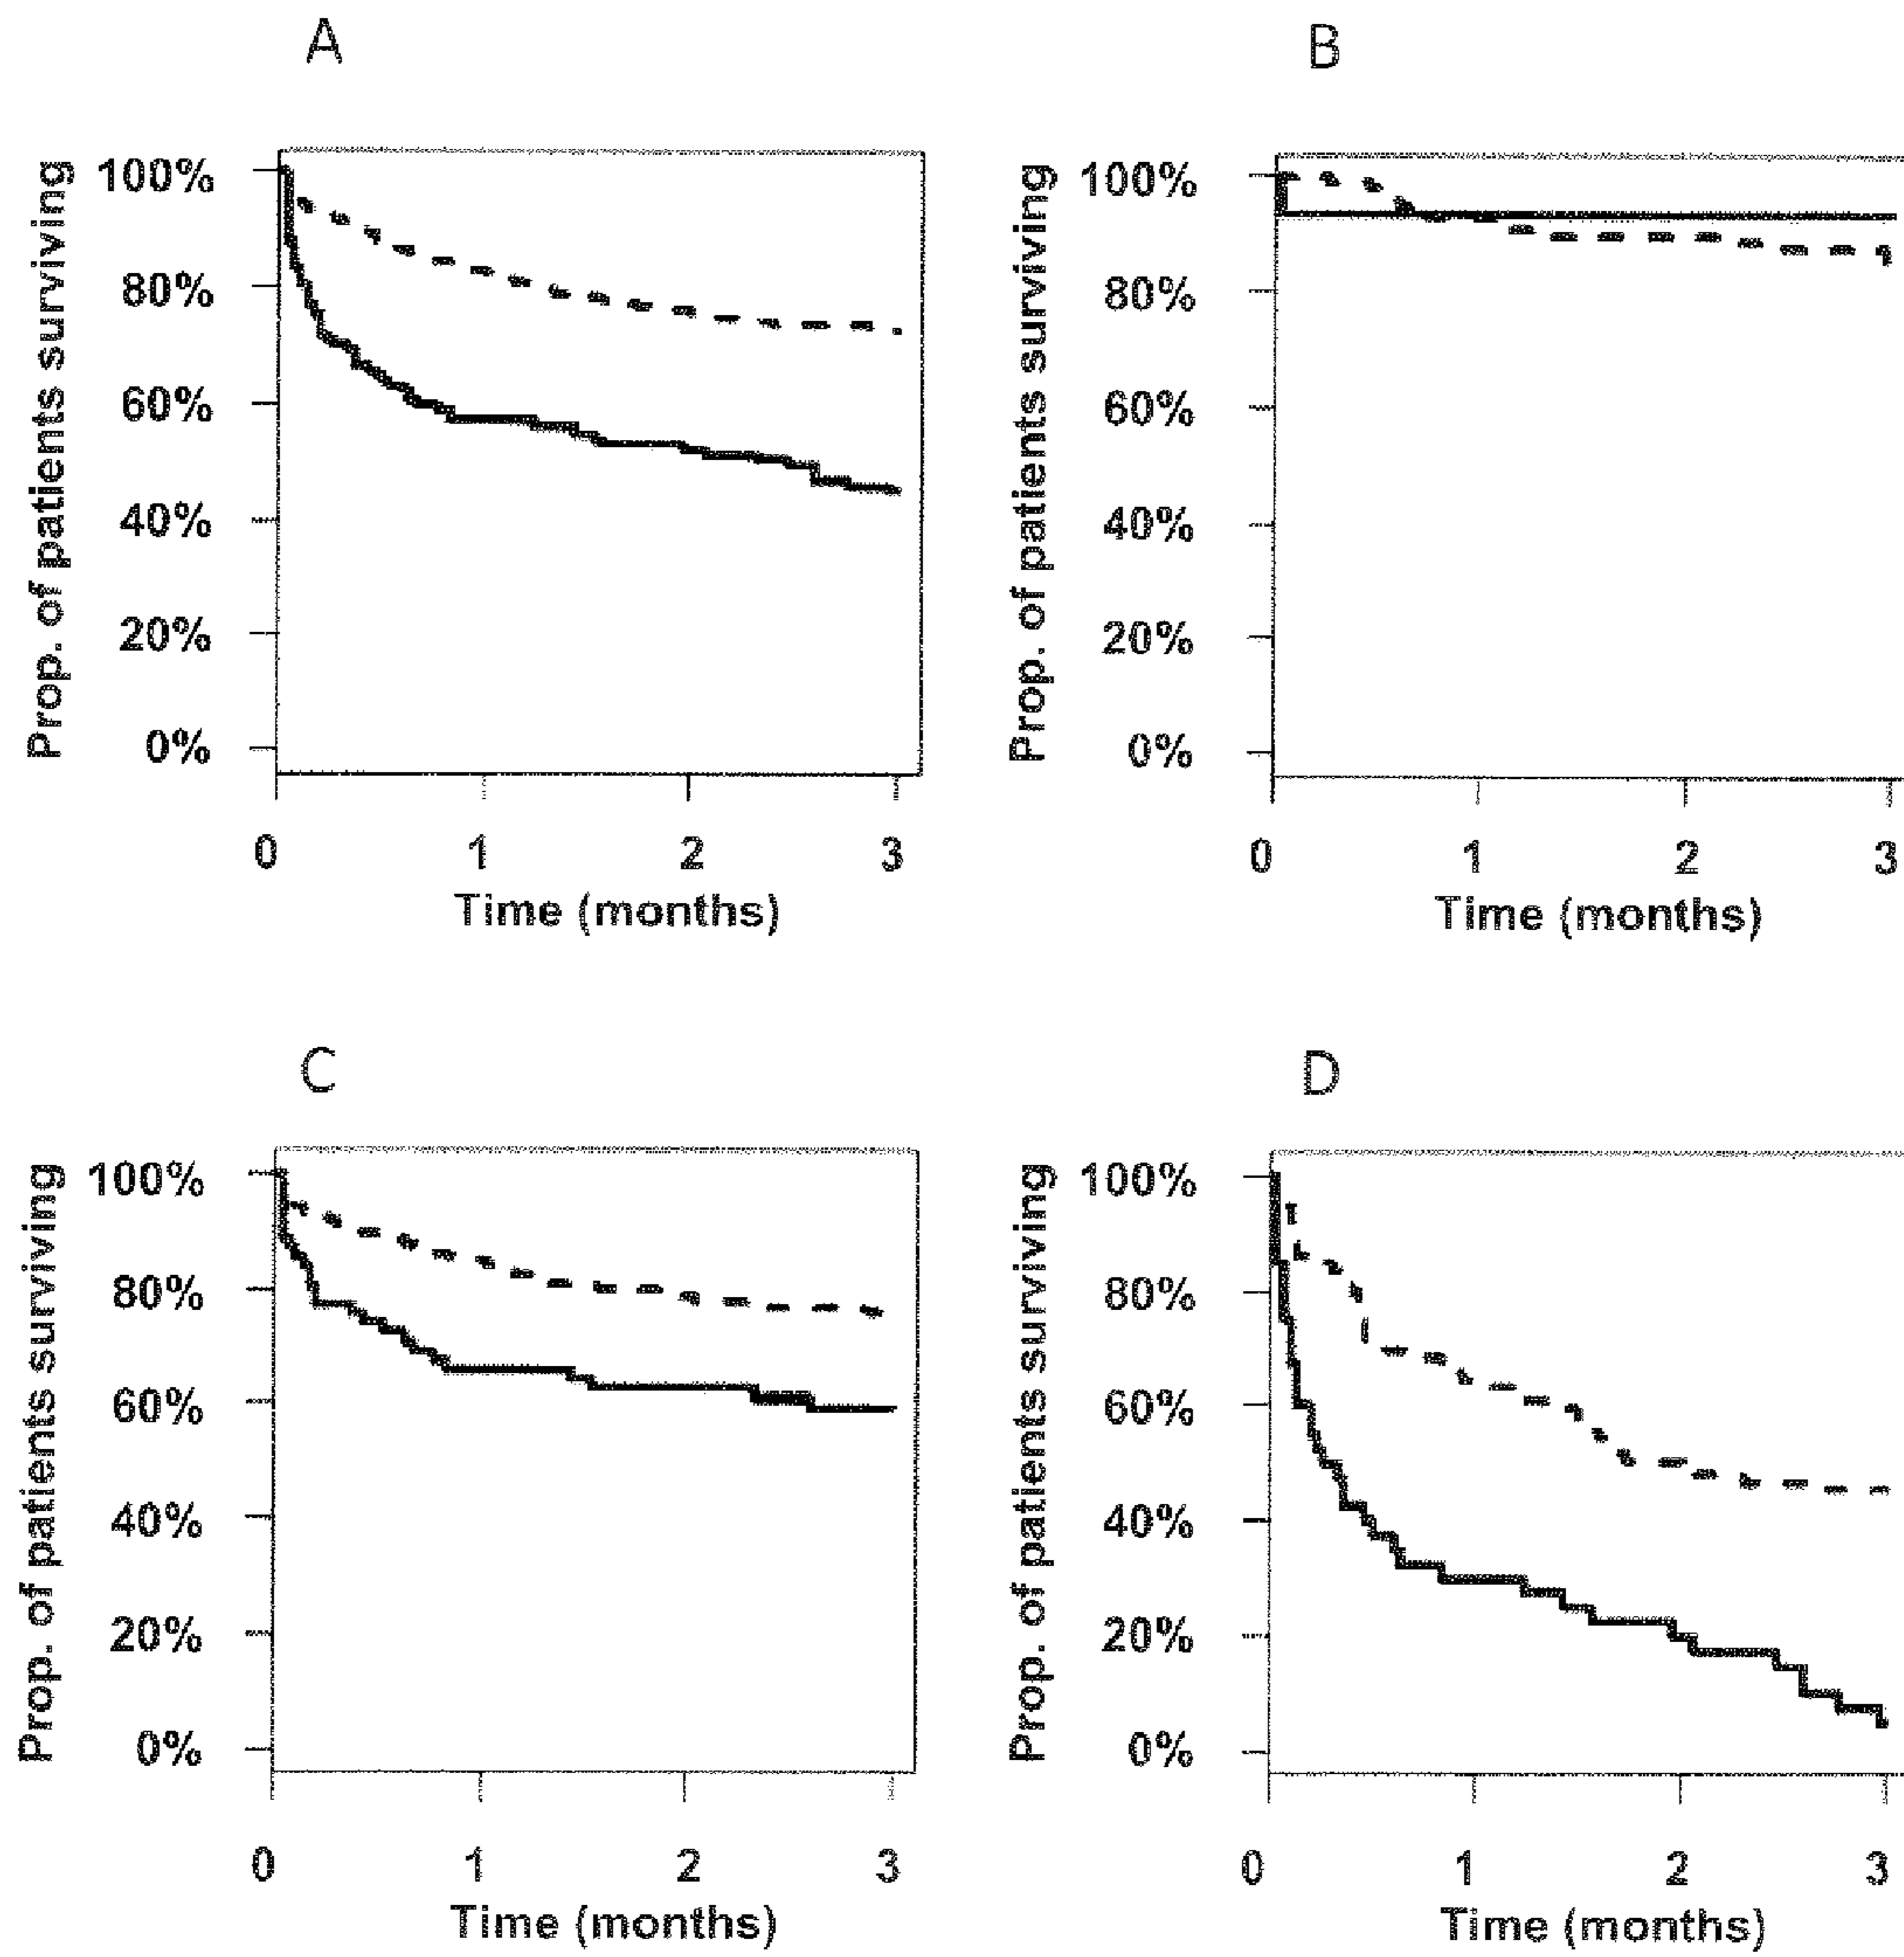 A
Prop. of patients surviving
100%
80%
60%
40%
20%
0%
0 1 2 3
Time (months)
B
Prop. of patients surviving
100%
80%
60%
40%
20%
0%
0 1 2 3
Time (months)
C
Prop. of patients surviving
100%
80%
60%
40%
20%
0%
0 1 2 3
Time (months)
D
Prop. of patients surviving
100%
80%
60%
40%
20%
0%
0 1 2 3
Time (months)